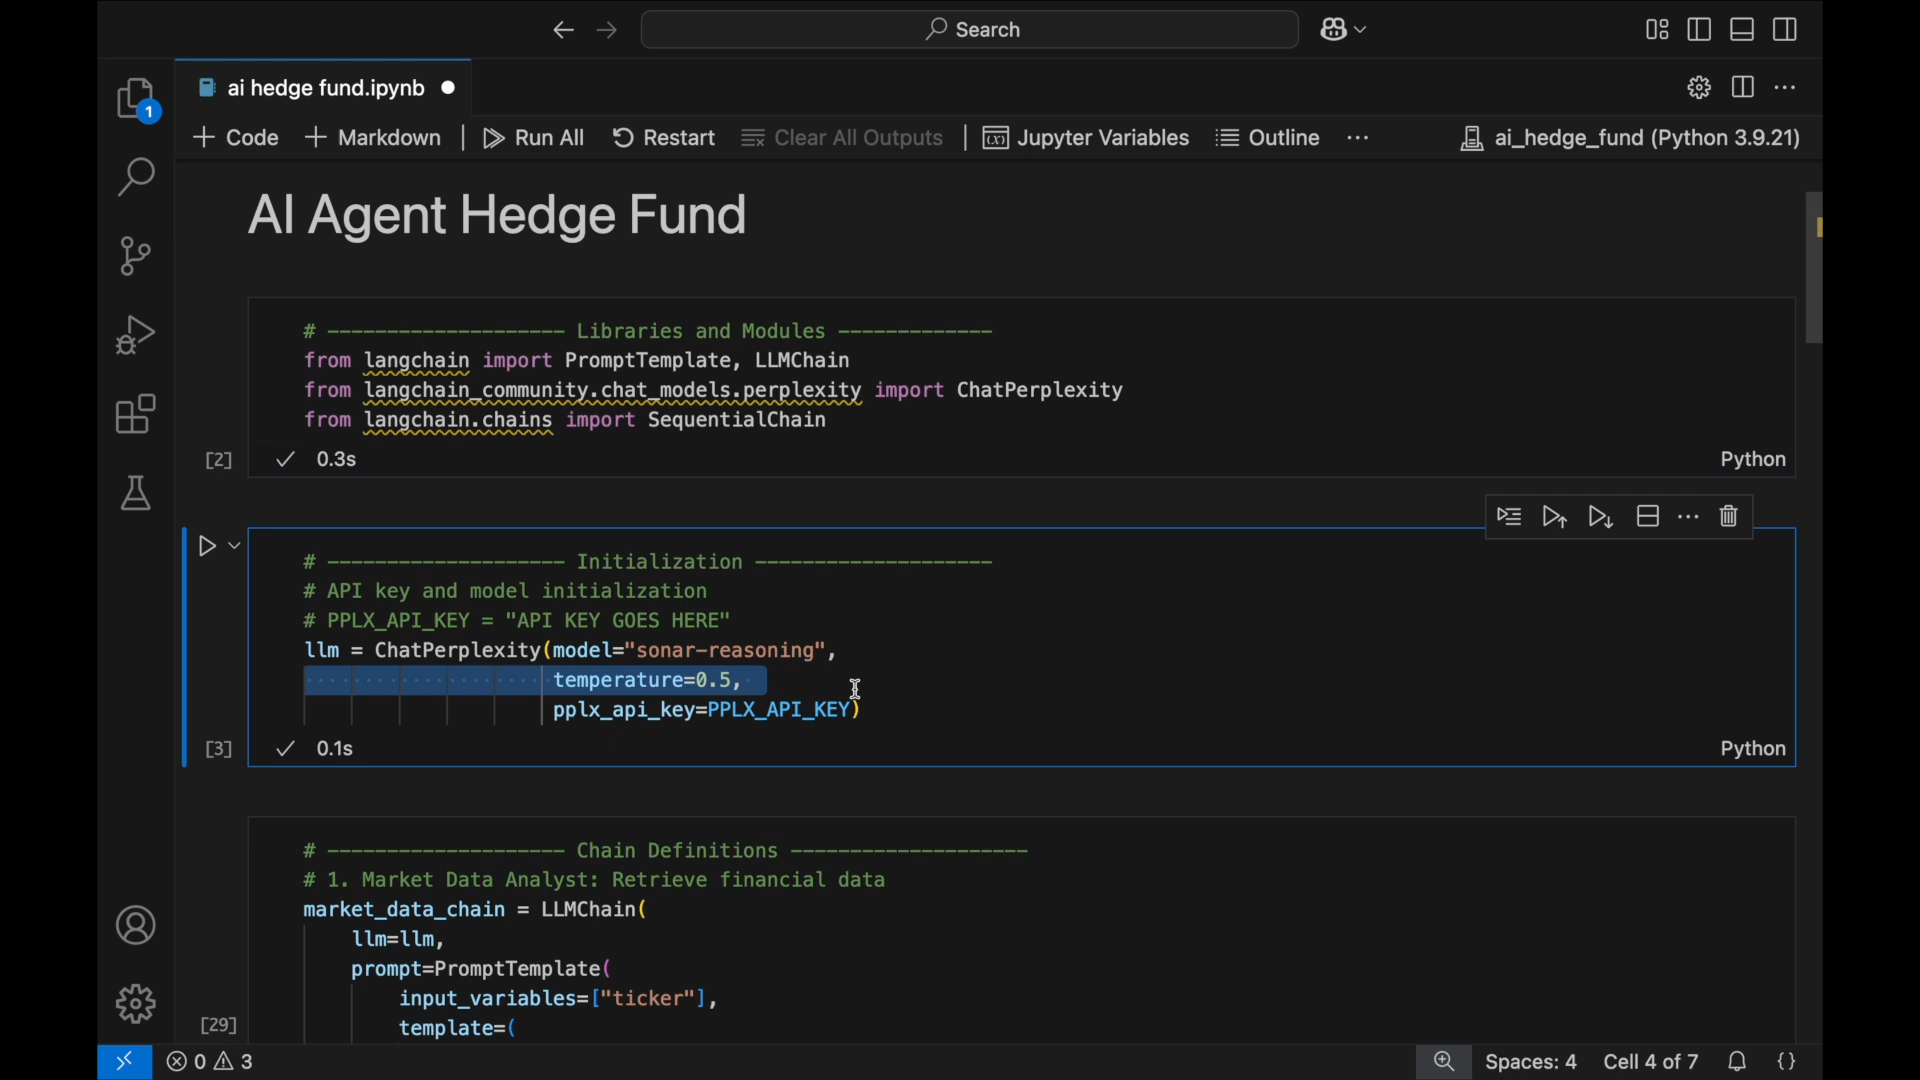 Search
ai hedge fund.ipynb
1
Code Markdown Run All Restart Clear All Outputs Jupyter Variables Outline ... ai_hedge_fund (Python 3.9.21)
AI Agent Hedge Fund
# -------------------- Libraries and Modules -------------
from langchain import PromptTemplate, LLMChain
from langchain_community.chat_models.perplexity import ChatPerplexity
from langchain.chains import SequentialChain
[2] 0.3s Python
# -------------------- Initialization --------------------
# API key and model initialization
# PPLX_API_KEY = "API KEY GOES HERE"
llm = ChatPerplexity(model="sonar-reasoning",
temperature=0.5,
pplx_api_key=PPLX_API_KEY)
[3] 0.1s Python
# -------------------- Chain Definitions --------------------
# 1. Market Data Analyst: Retrieve financial data
market_data_chain = LLMChain(
llm=llm,
prompt=PromptTemplate(
input_variables=["ticker"],
[29]
template=(
0 3 Spaces: 4 Cell 4 of 7 {}